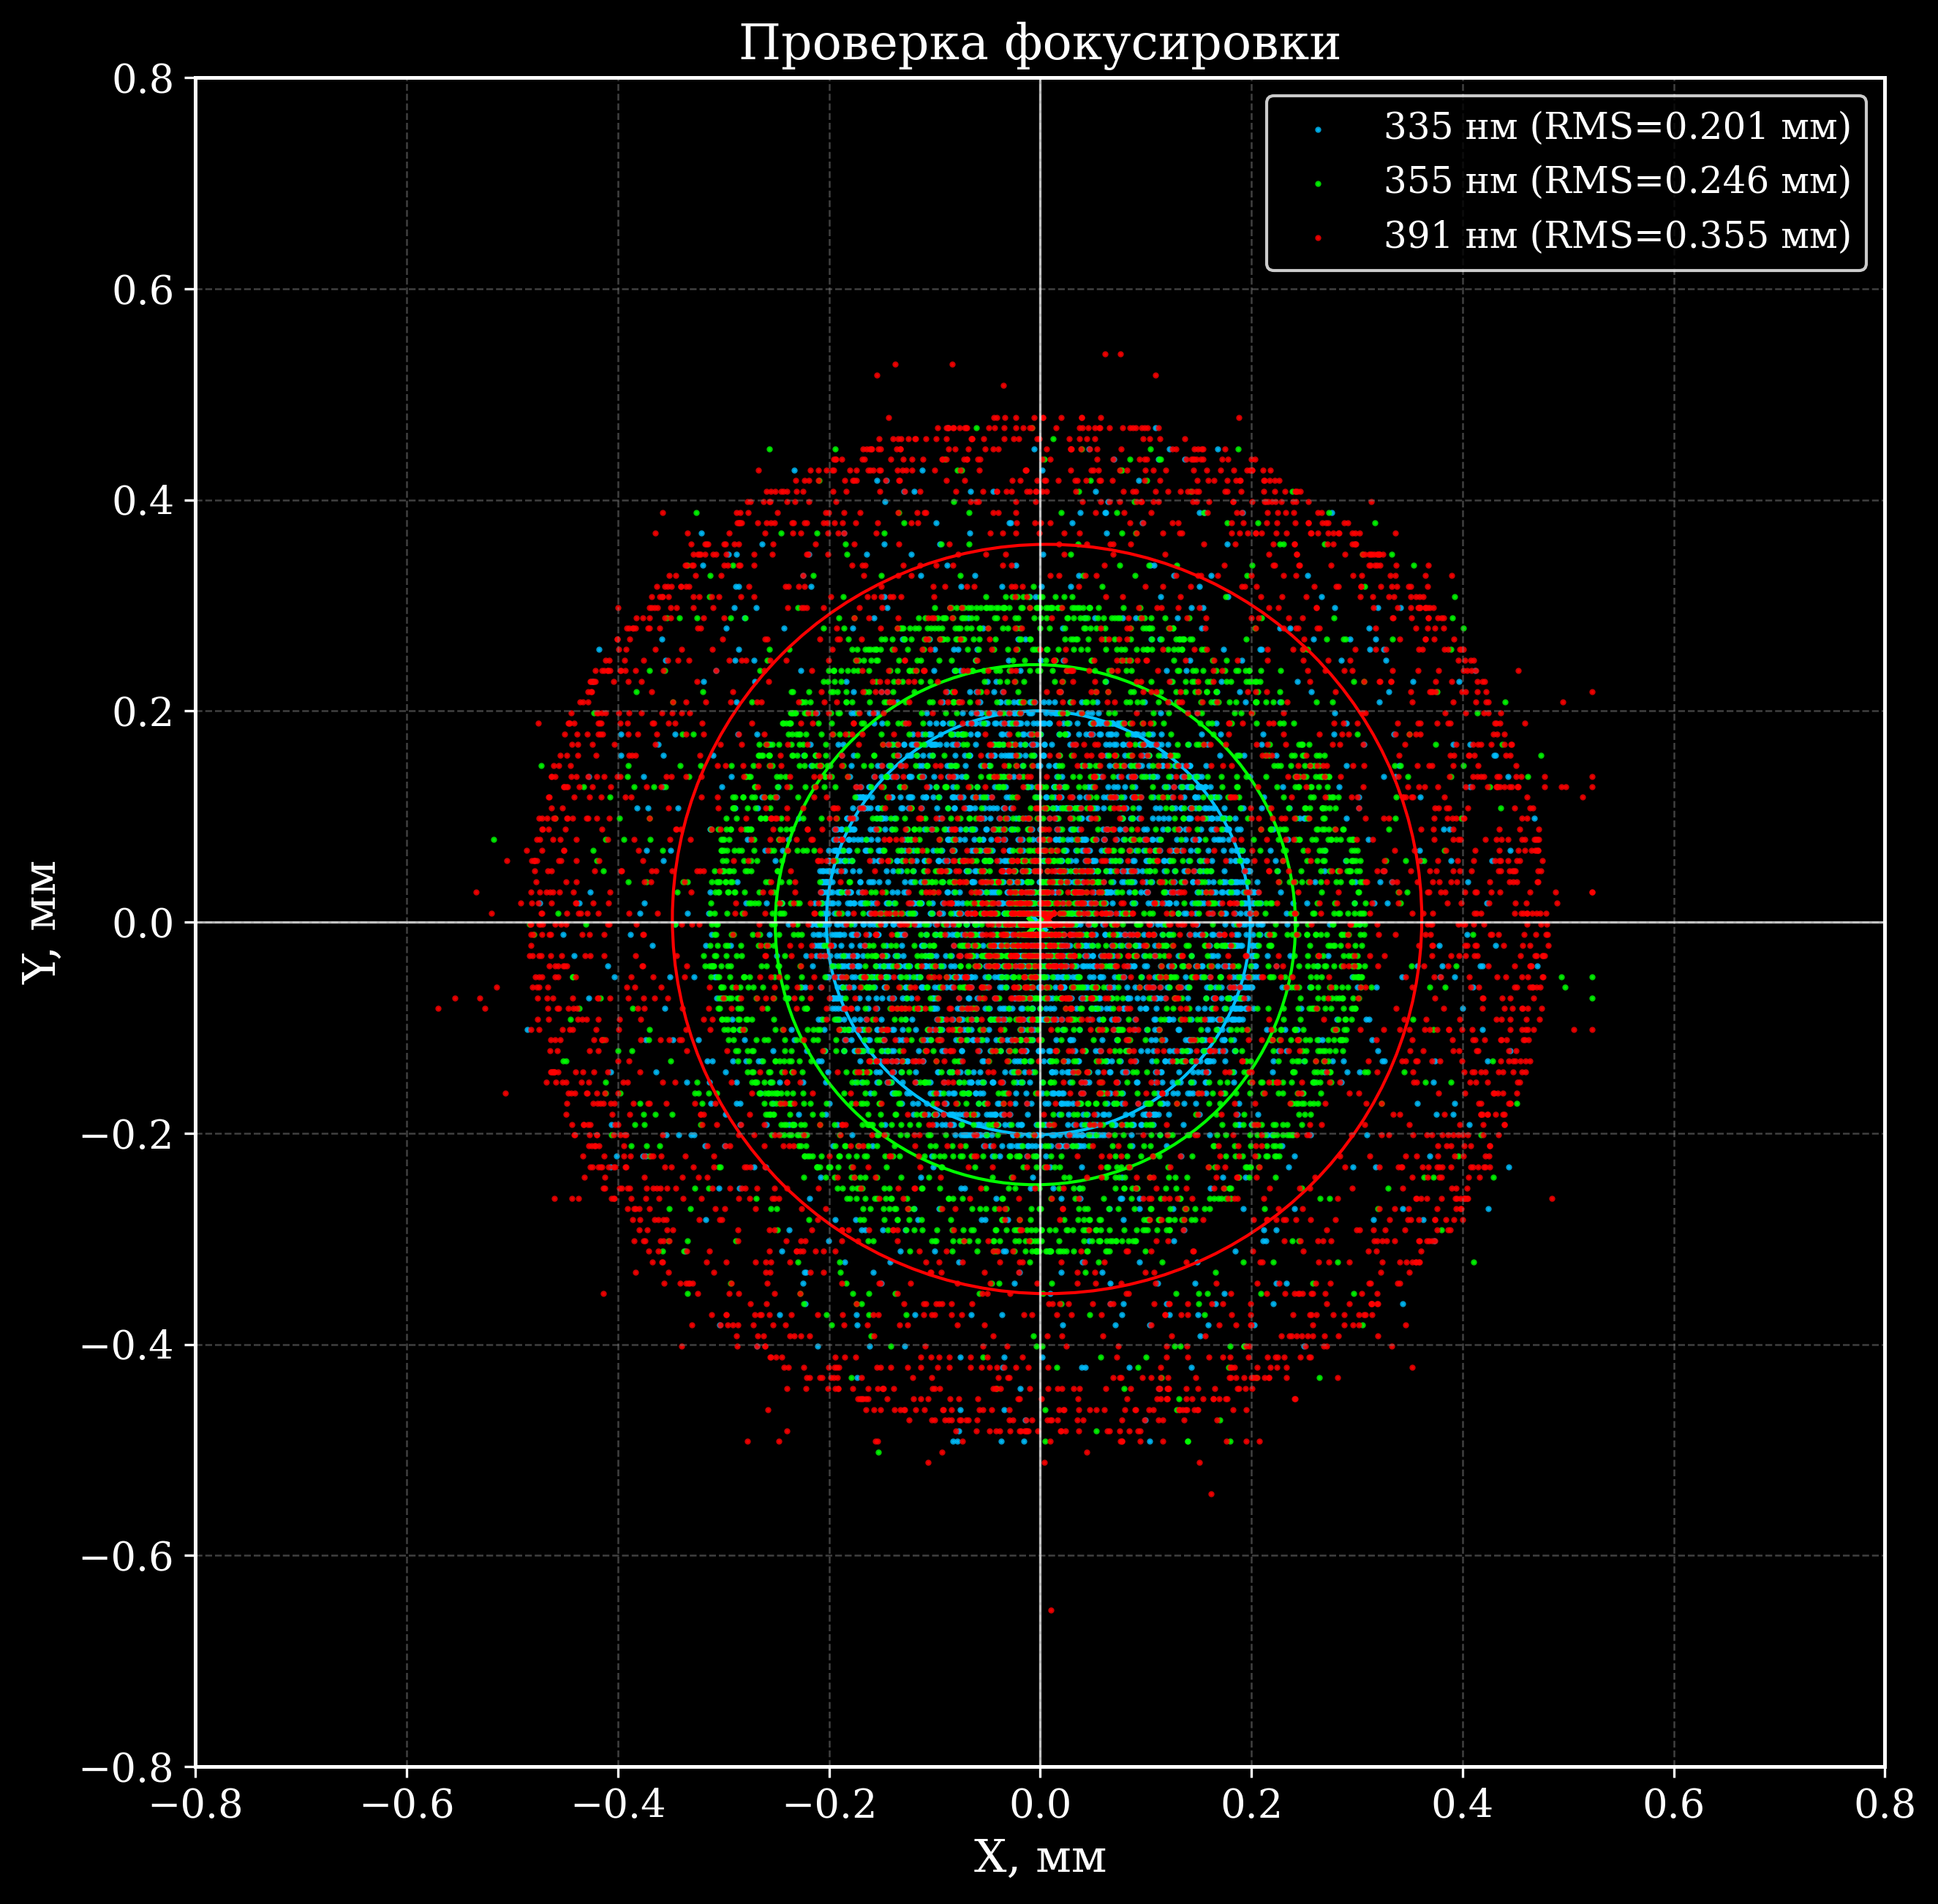 Проверка фокусировки
335 нм (RMS=0.201 мм)
355 нм (RMS=0.246 мм)
391 нм (RMS=0.355 мм)
Y, мм
0.8
0.6
0.4
0.2
0.0
−0.2
−0.4
−0.6
−0.8
−0.8 −0.6 −0.4 −0.2 0.0 0.2 0.4 0.6 0.8
X, мм